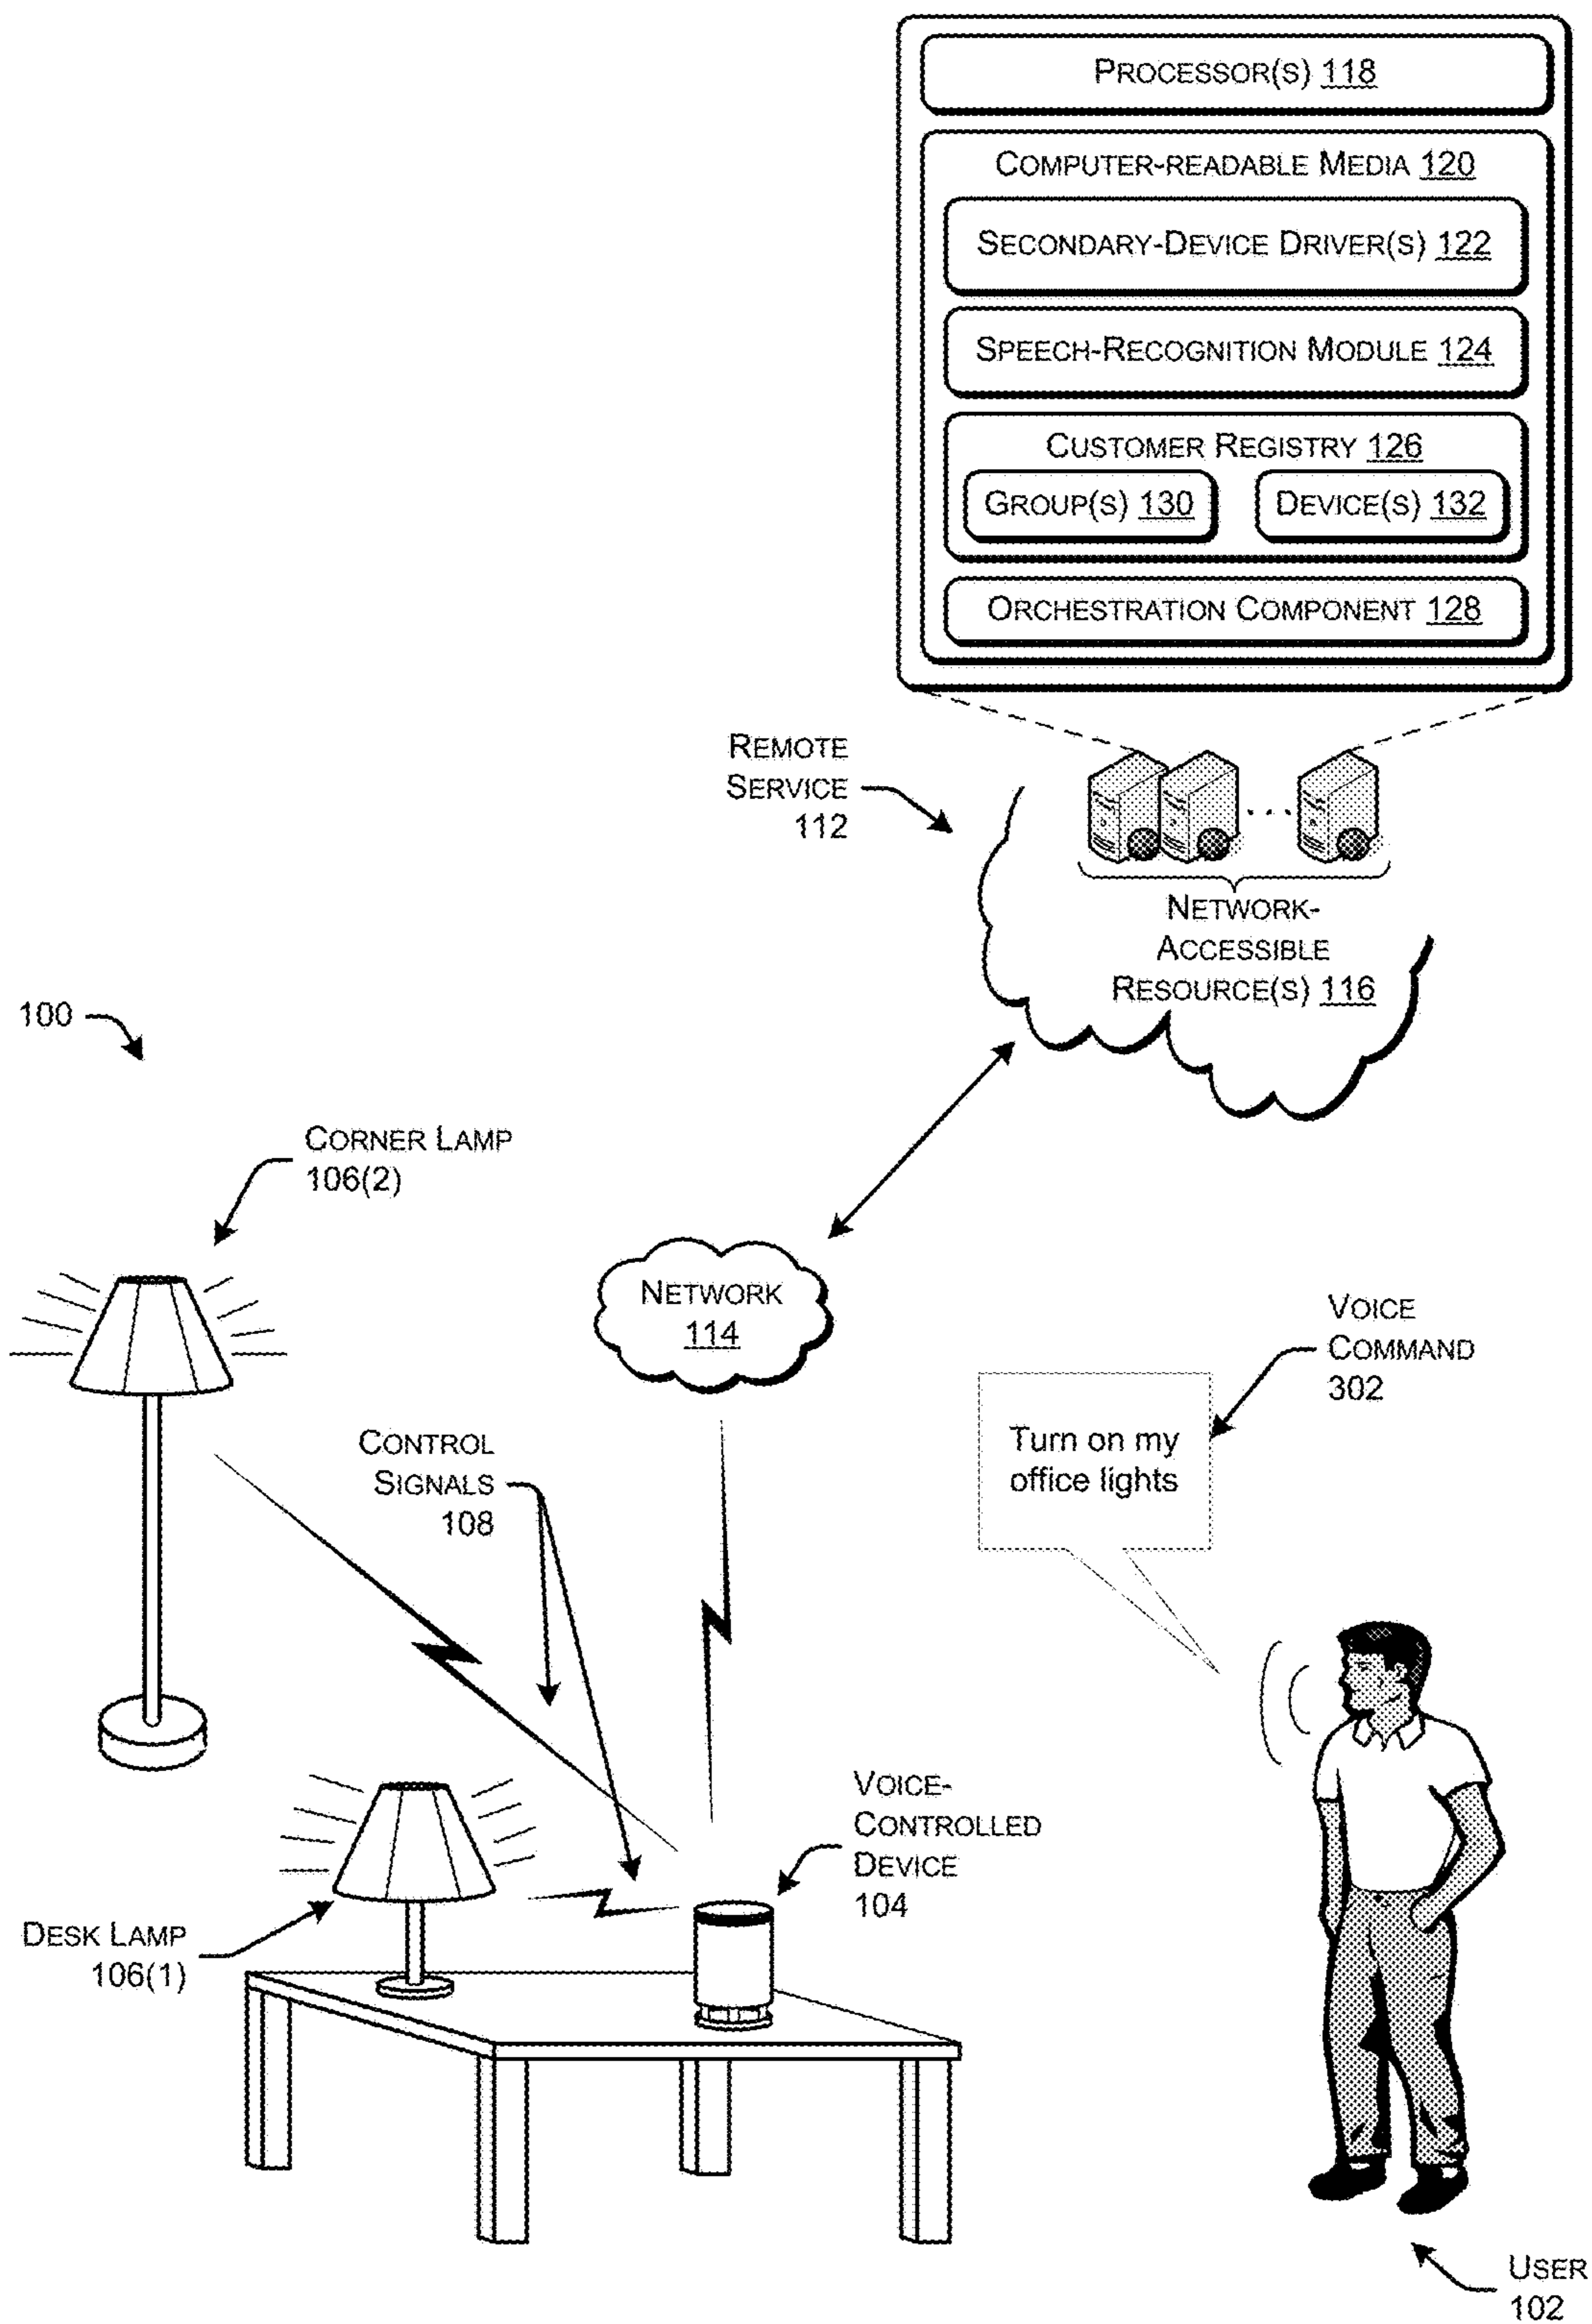 PROCESSOR(S) 118
COMPUTER-READABLE MEDIA 120
SECONDARY-DEVICE DRIVER(S) 122
SPEECH-RECOGNITION MODULE 124
CUSTOMER REGISTRY 126
GROUP(S) 130
DEVICE(S) 132
ORCHESTRATION COMPONENT 128
REMOTE
SERVICE
112
NETWORK-
ACCESSIBLE
RESOURCE(S) 116
100
CORNER LAMP
106(2)
NETWORK
114
VOICE
COMMAND
302
Turn on my
office lights
CONTROL
SIGNALS
108
VOICE-
CONTROLLED
DEVICE
104
DESK LAMP
106(1)
USER
102